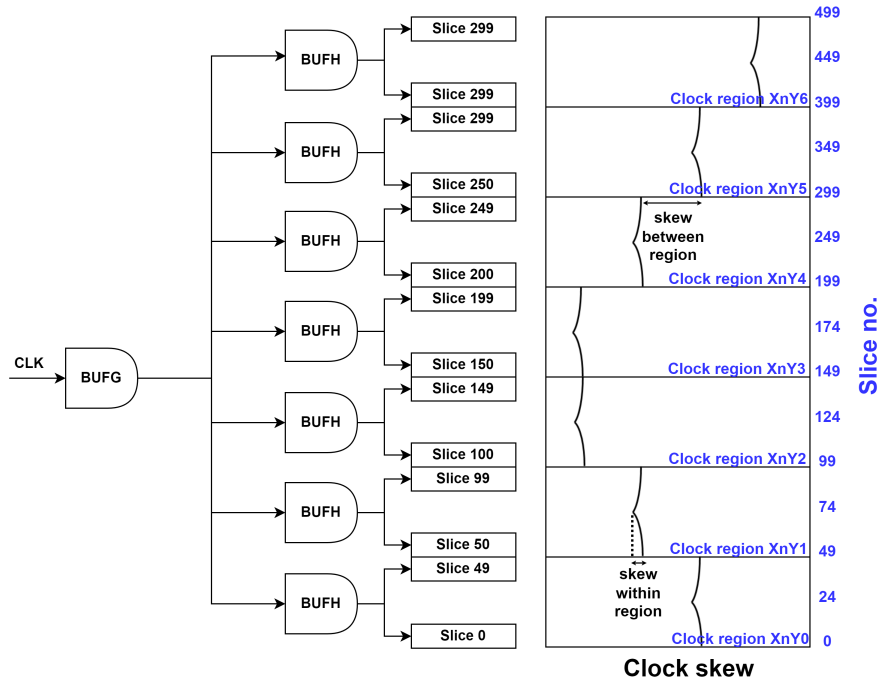 CLK
BUFG
BUFH
BUFH
BUFH
BUFH
BUFH
BUFH
BUFH
Slice 299
Slice 299
Slice 299
Slice 250
Slice 249
Slice 200
Slice 199
Slice 150
Slice 149
Slice 100
Slice 99
Slice 50
Slice 49
Slice 0
Clock region XnY6
Clock region XnY5
skew
between
region
Clock region XnY4
Clock region XnY3
Clock region XnY2
Clock region XnY1
skew
within
region
Clock region XnY0
499
449
399
349
299
249
199
174
149
124
99
74
49
24
0
Slice no.
Clock skew